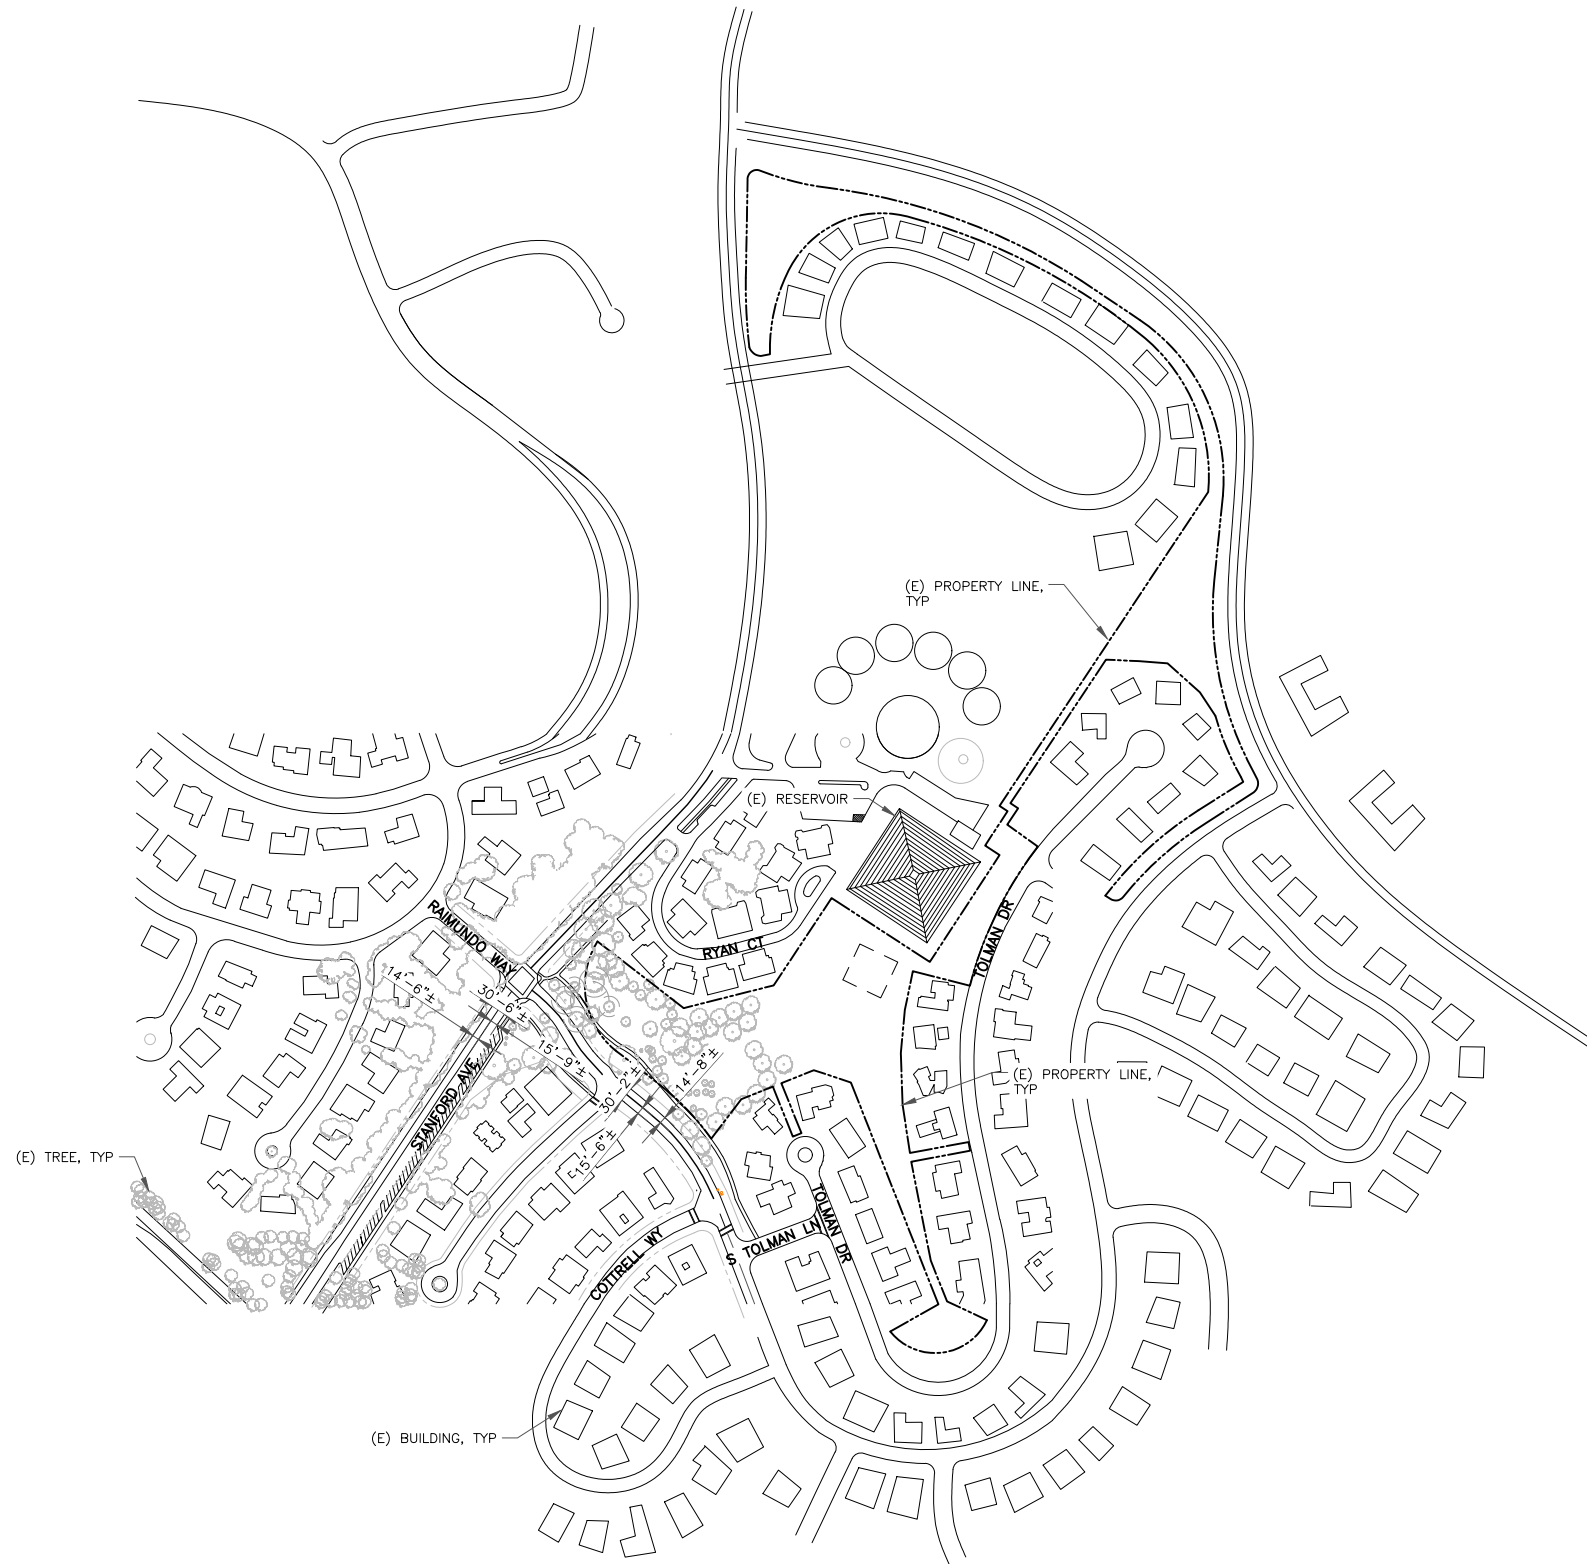 (E) PROPERTY LINE,
TYP
(E) RESERVOIR
RAIMUNDO WAY
RYAN CT
TOLMAN DR
14'-6"±
30'-6"±
15'-9"±
30'-2"±
14'-8"±
15'-6"±
STANFORD AVE
(E) PROPERTY LINE,
TYP
(E) TREE, TYP
TOLMAN DR
S TOLMAN LN
COTTRELL WY
(E) BUILDING, TYP